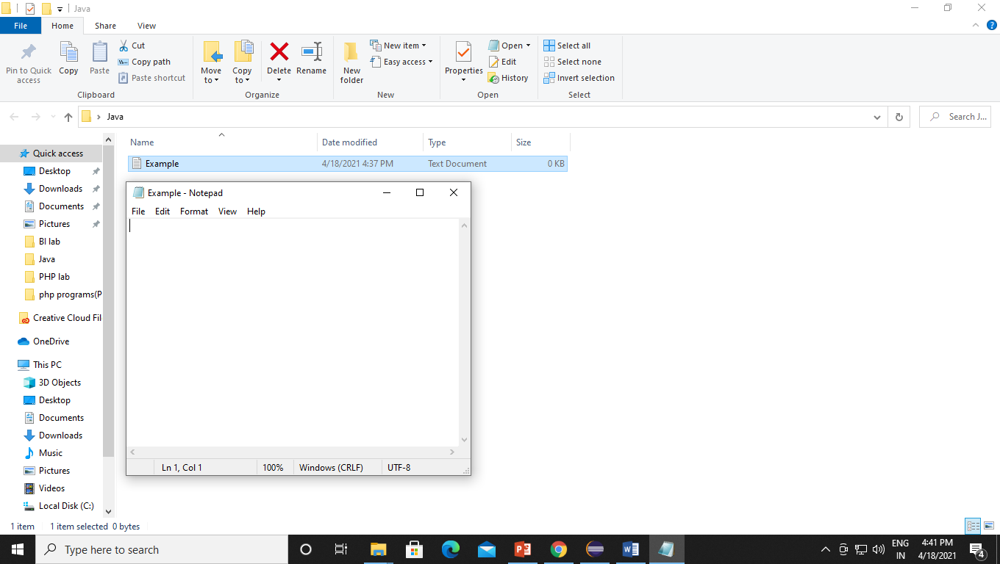 Java
File Home Share View
Pin to Quick access
Copy
Paste
Cut
Copy path
Paste shortcut
Clipboard
Move to
Copy to
Delete
Rename
Organize
New folder
New item
Easy access
New
Properties
Open
Edit
History
Open
Select all
Select none
Invert selection
Select
Java
Search J...
Name Date modified Type Size
Example 4/18/2021 4:37 PM Text Document 0 KB
Quick access
Desktop
Downloads
Documents
Pictures
BI lab
Java
PHP lab
php programs(P
Creative Cloud Fil
OneDrive
This PC
3D Objects
Desktop
Documents
Downloads
Music
Pictures
Videos
Local Disk (C:)
Example - Notepad
File Edit Format View Help
Ln 1, Col 1 100% Windows (CRLF) UTF-8
1 item 1 item selected 0 bytes
Type here to search
ENG
IN
4:41 PM
4/18/2021
4